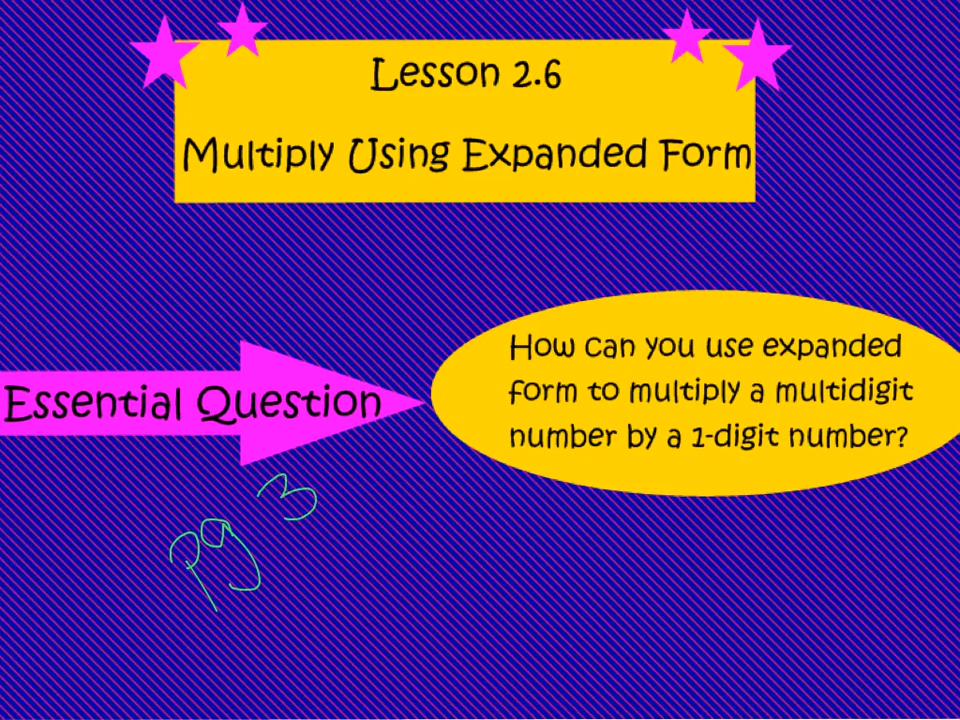 Lesson 2.6
Multiply Using Expanded Form
Essential Question
How can you use expanded
form to multiply a multidigit
number by a 1-digit number?
pg 3